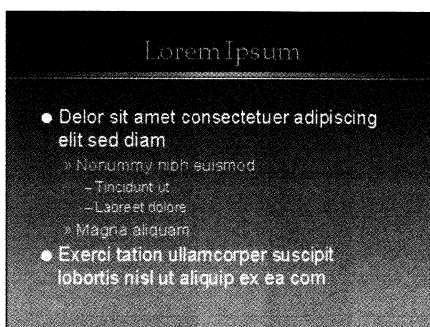 Lorem Ipsum
● Delor sit amet consectetuer adipiscing
elit sed diam
» Nonummy nibh euismod
– Tincidunt ut
– Laoreet dolore
» Magna aliquam
● Exerci tation ullamcorper suscipit
lobortis nisl ut aliquip ex ea com